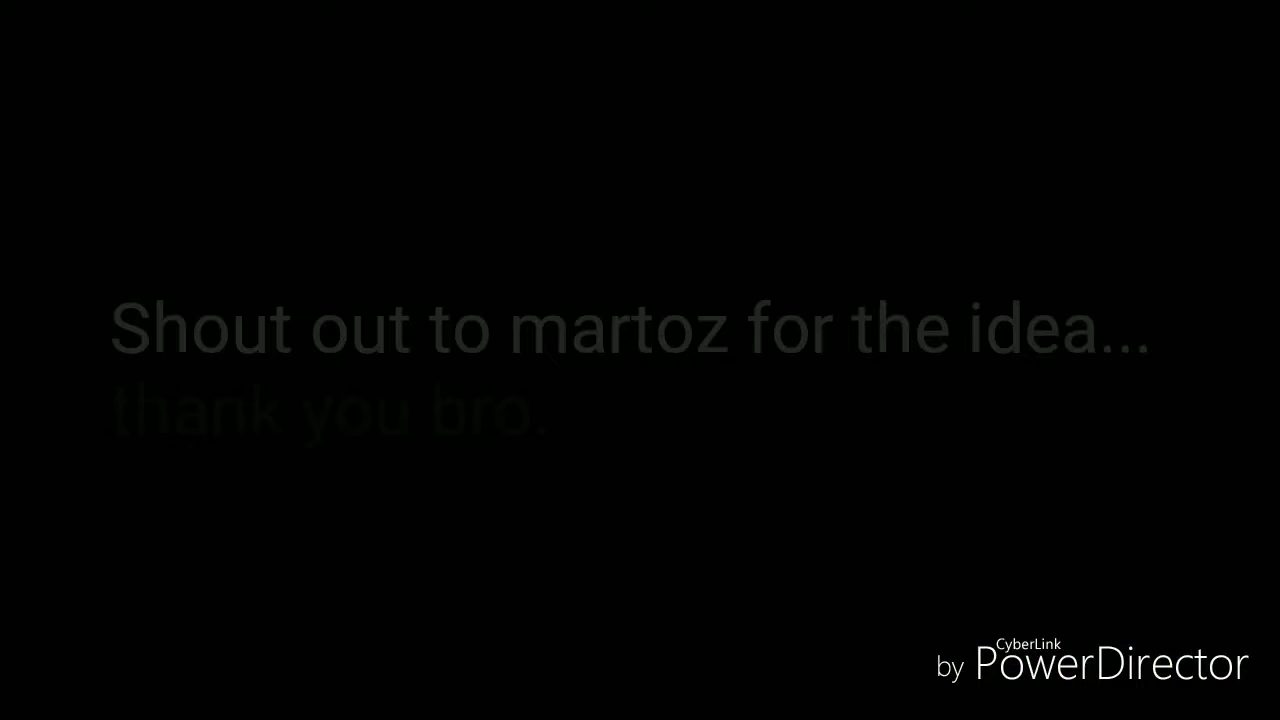 Shout out to martoz for the idea...
thank you bro.
CyberLink
by PowerDirector